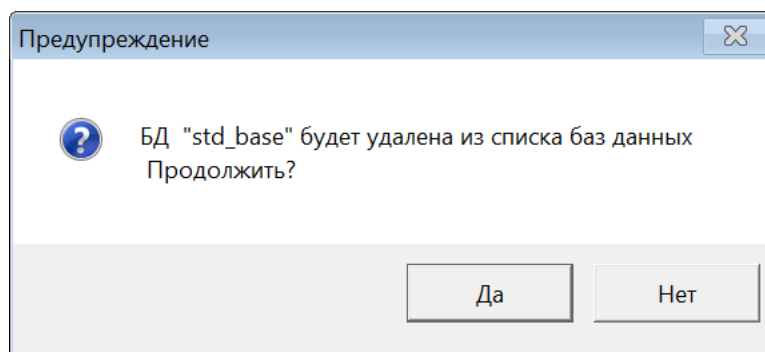 Предупреждение
БД "std_base" будет удалена из списка баз данных
Продолжить?
Да
Нет